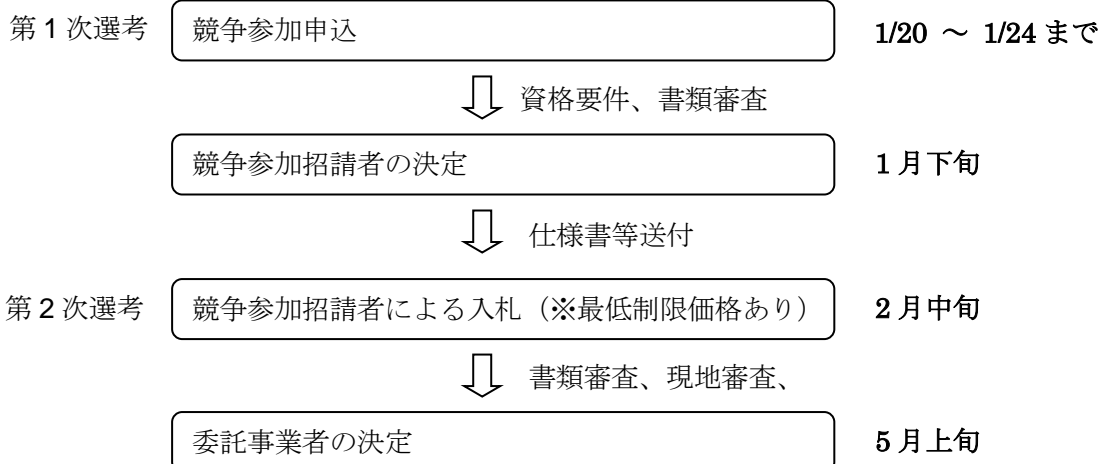 第1次選考 競争参加申込 1/20 ～ 1/24 まで
資格要件、書類審査
競争参加招請者の決定 1月下旬
仕様書等送付
第2次選考 競争参加招請者による入札（※最低制限価格あり） 2月中旬
書類審査、現地審査、
委託事業者の決定 5月上旬